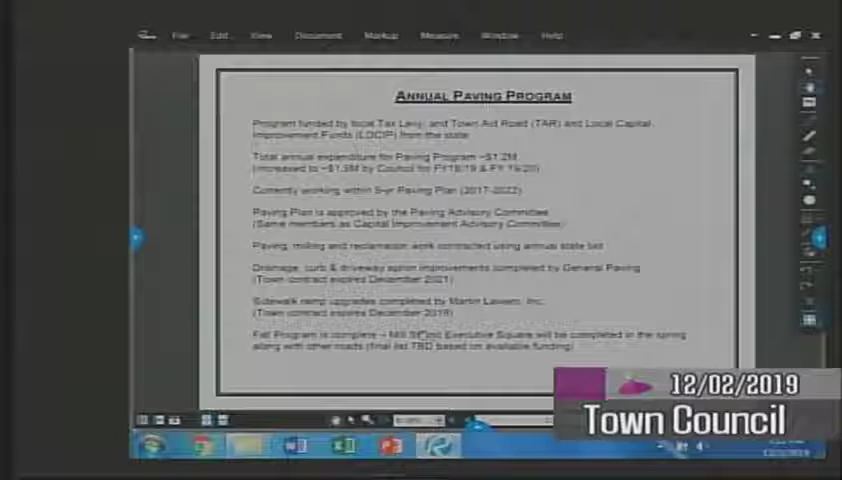 File Edit View Document Markup Measure Window Help
ANNUAL PAVING PROGRAM
Program funded by local Tax Levy, and Town Aid Road (TAR) and Local Capital
Improvement Funds (LOCIP) from the state
Total annual expenditure for Paving Program ~$1.2M
(Increased to ~$1.5M by Council for FY18/19 & FY 19/20)
Currently working within 5-yr Paving Plan (2017-2022)
Paving Plan is approved by the Paving Advisory Committee
(Same members as Capital Improvement Advisory Committee)
Paving, milling and reclamation work contracted using annual state bid
Drainage, curb & driveway apron improvements completed by General Paving
(Town contract expires December 2021)
Sidewalk ramp upgrades completed by Martin Laviero, Inc.
(Town contract expires December 2019)
Fall Program is complete – Mill St and Executive Square will be completed in the spring
along with other roads (final list TBD based on available funding)
12/02/2019
Town Council